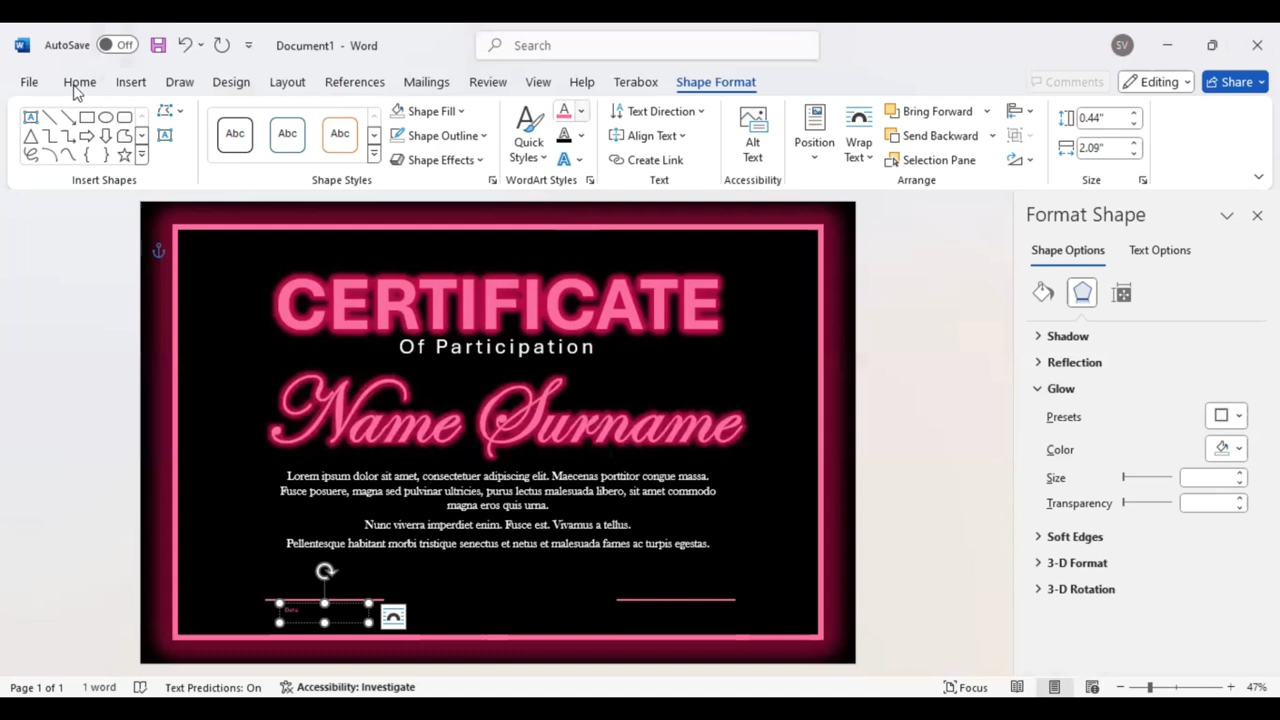 AutoSave Off Document1 - Word Search SV
File Home Insert Draw Design Layout References Mailings Review View Help Terabox Shape Format Comments Editing Share
Abc Abc Abc
Shape Fill
Shape Outline
Shape Effects
Quick
Styles
Text Direction
Align Text
Create Link
Alt
Text
Position
Wrap
Text
Bring Forward
Send Backward
Selection Pane
0.44"
2.09"
Insert Shapes Shape Styles WordArt Styles Text Accessibility Arrange Size
CERTIFICATE
Of Participation
Name Surname
Lorem ipsum dolor sit amet, consectetuer adipiscing elit. Maecenas porttitor congue massa.
Fusce posuere, magna sed pulvinar ultricies, purus lectus malesuada libero, sit amet commodo
magna eros quis urna.
Nunc viverra imperdiet enim. Fusce est. Vivamus a tellus.
Pellentesque habitant morbi tristique senectus et netus et malesuada fames ac turpis egestas.
Date
Format Shape
Shape Options Text Options
Shadow
Reflection
Glow
Presets
Color
Size
Transparency
Soft Edges
3-D Format
3-D Rotation
Page 1 of 1 1 word Text Predictions: On Accessibility: Investigate Focus 47%